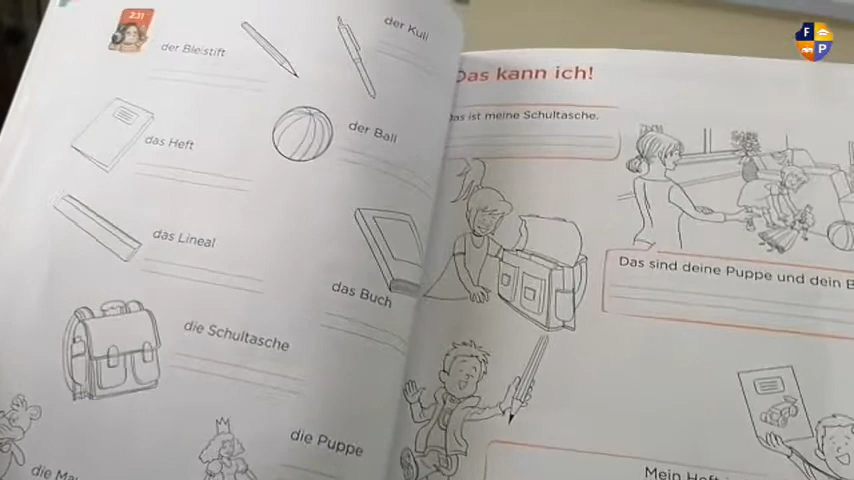 2.31
der Bleistift
der Kuli
das Heft
der Ball
das Lineal
das Buch
die Schultasche
die Puppe
die
Das kann ich!
Das ist meine Schultasche.
Das sind deine Puppe und dein
Mein Heft
F
P